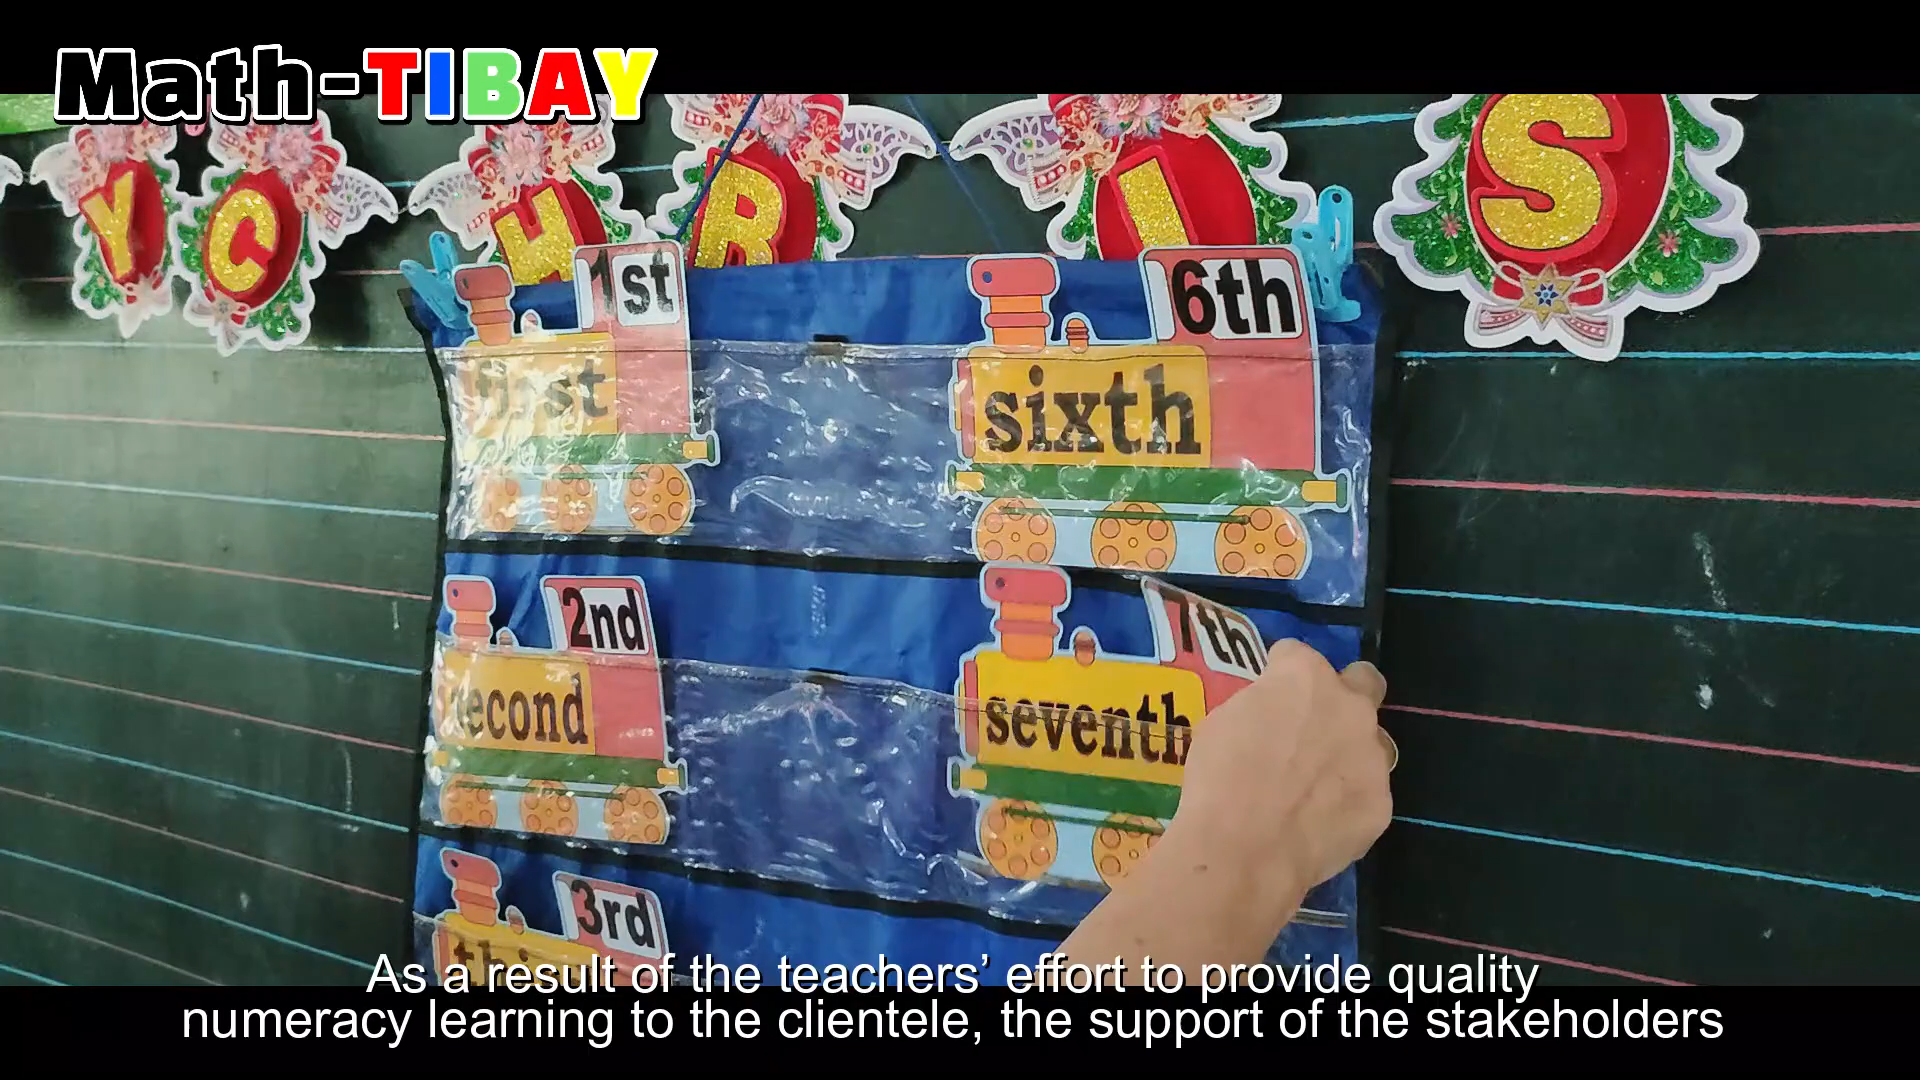 Math-TIBAY
Y C H R I S
1st
first
6th
sixth
2nd
second
7th
seventh
3rd
As a result of the teachers’ effort to provide quality
numeracy learning to the clientele, the support of the stakeholders